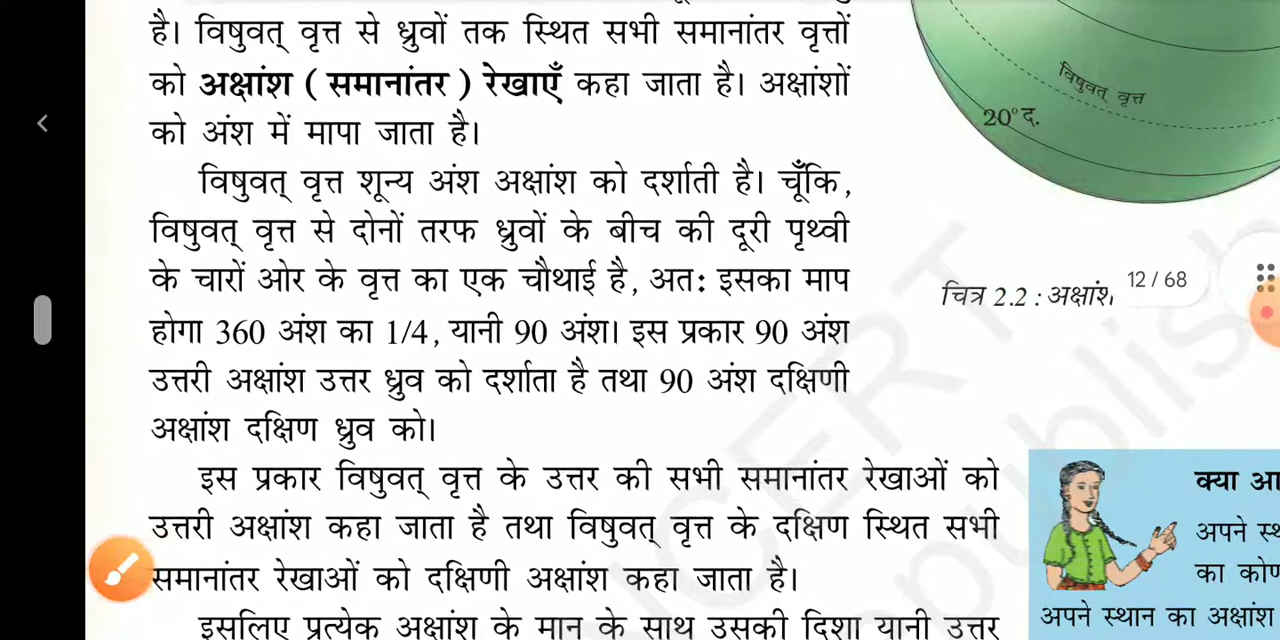 है। विषुवत् वृत्त से ध्रुवों तक स्थित सभी समानांतर वृत्तों
को अक्षांश ( समानांतर ) रेखाएँ कहा जाता है। अक्षांशों
को अंश में मापा जाता है।
विषुवत् वृत्त शून्य अंश अक्षांश को दर्शाती है। चूँकि,
विषुवत् वृत्त से दोनों तरफ ध्रुवों के बीच की दूरी पृथ्वी
के चारों ओर के वृत्त का एक चौथाई है, अतः इसका माप
होगा 360 अंश का 1/4, यानी 90 अंश। इस प्रकार 90 अंश
उत्तरी अक्षांश उत्तर ध्रुव को दर्शाता है तथा 90 अंश दक्षिणी
अक्षांश दक्षिण ध्रुव को।
इस प्रकार विषुवत् वृत्त के उत्तर की सभी समानांतर रेखाओं को
उत्तरी अक्षांश कहा जाता है तथा विषुवत् वृत्त के दक्षिण स्थित सभी
समानांतर रेखाओं को दक्षिणी अक्षांश कहा जाता है।
इसलिए प्रत्येक अक्षांश के मान के साथ उसकी दिशा यानी उत्तर
विषुवत् वृत्त
20° द.
चित्र 2.2 : अक्षांश
12 / 68
क्या आ
अपने स्थ
का कोण
अपने स्थान का अक्षांश
NCERT
publish